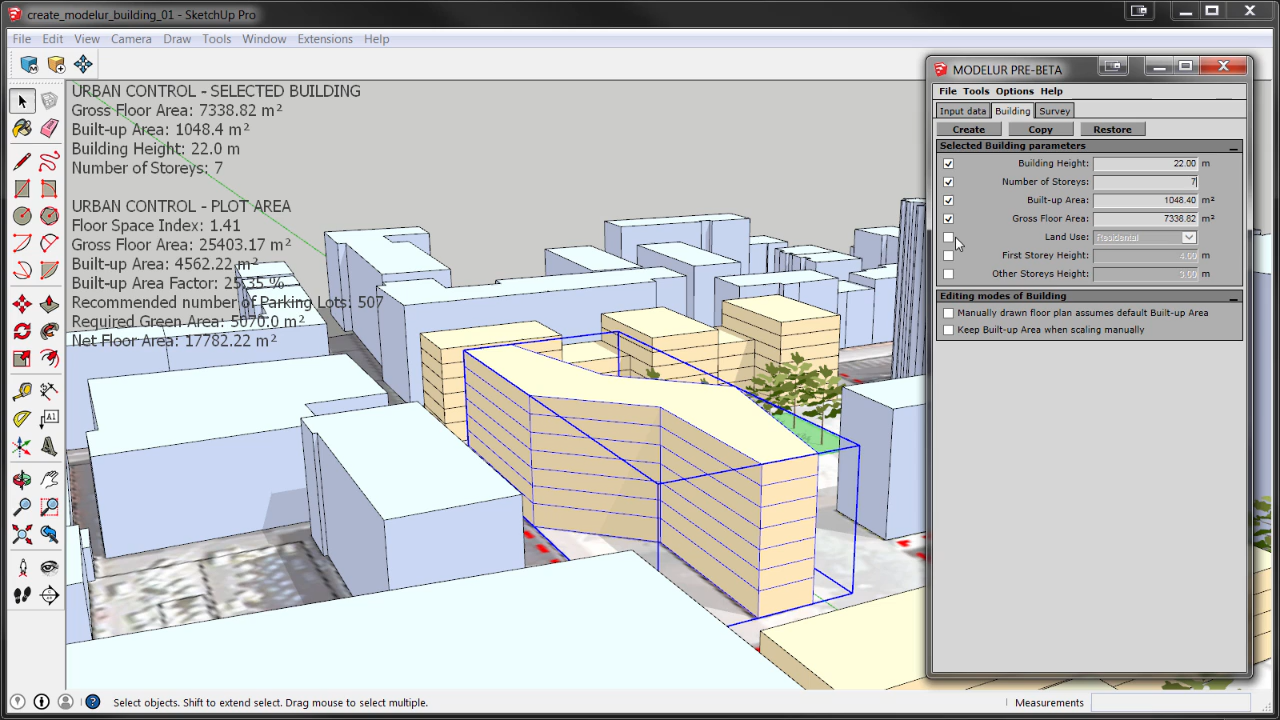 create_modelur_building_01 - SketchUp Pro
File Edit View Camera Draw Tools Window Extensions Help
URBAN CONTROL - SELECTED BUILDING
Gross Floor Area: 7338.82 m²
Built-up Area: 1048.4 m²
Building Height: 22.0 m
Number of Storeys: 7
URBAN CONTROL - PLOT AREA
Floor Space Index: 1.41
Gross Floor Area: 25403.17 m²
Built-up Area: 4562.22 m²
Built-up Area Factor: 25.35 %
Recommended number of Parking Lots: 507
Required Green Area: 5070.0 m²
Net Floor Area: 17782.22 m²
MODELUR PRE-BETA
File Tools Options Help
Input data Building Survey
Create Copy Restore
Selected Building parameters
Building Height: 22.00 m
Number of Storeys: 7
Built-up Area: 1048.40 m²
Gross Floor Area: 7338.82 m²
Land Use: Residental
First Storey Height: 4.00 m
Other Storeys Height: 3.00 m
Editing modes of Building
Manually drawn floor plan assumes default Built-up Area
Keep Built-up Area when scaling manually
A1
Select objects. Shift to extend select. Drag mouse to select multiple.
Measurements